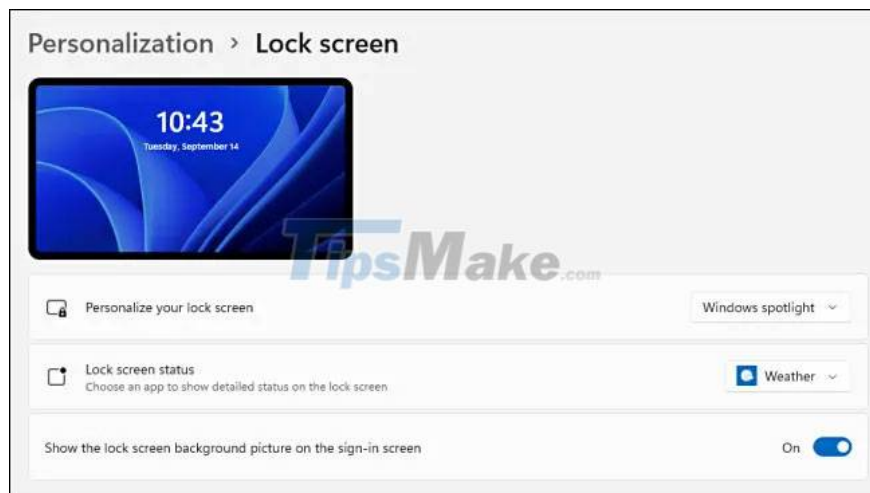 Personalization > Lock screen
10:43
Tuesday, September 14
TipsMake.com
Personalize your lock screen
Windows spotlight
Lock screen status
Choose an app to show detailed status on the lock screen
Weather
Show the lock screen background picture on the sign-in screen
On